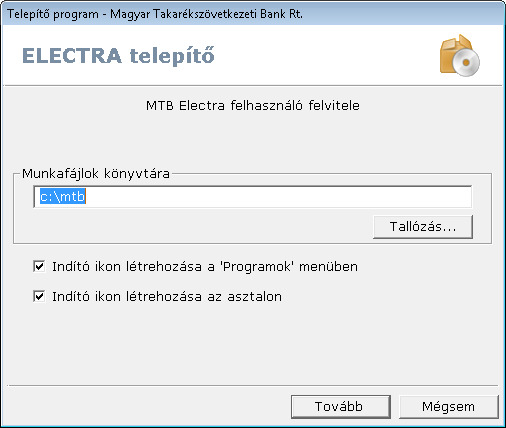 Telepítő program - Magyar Takarékszövetkezeti Bank Rt.
ELECTRA telepítő
MTB Electra felhasználó felvitele
Munkafájlok könyvtára
c:\mtb
Tallózás...
Indító ikon létrehozása a 'Programok' menüben
Indító ikon létrehozása az asztalon
Tovább
Mégsem